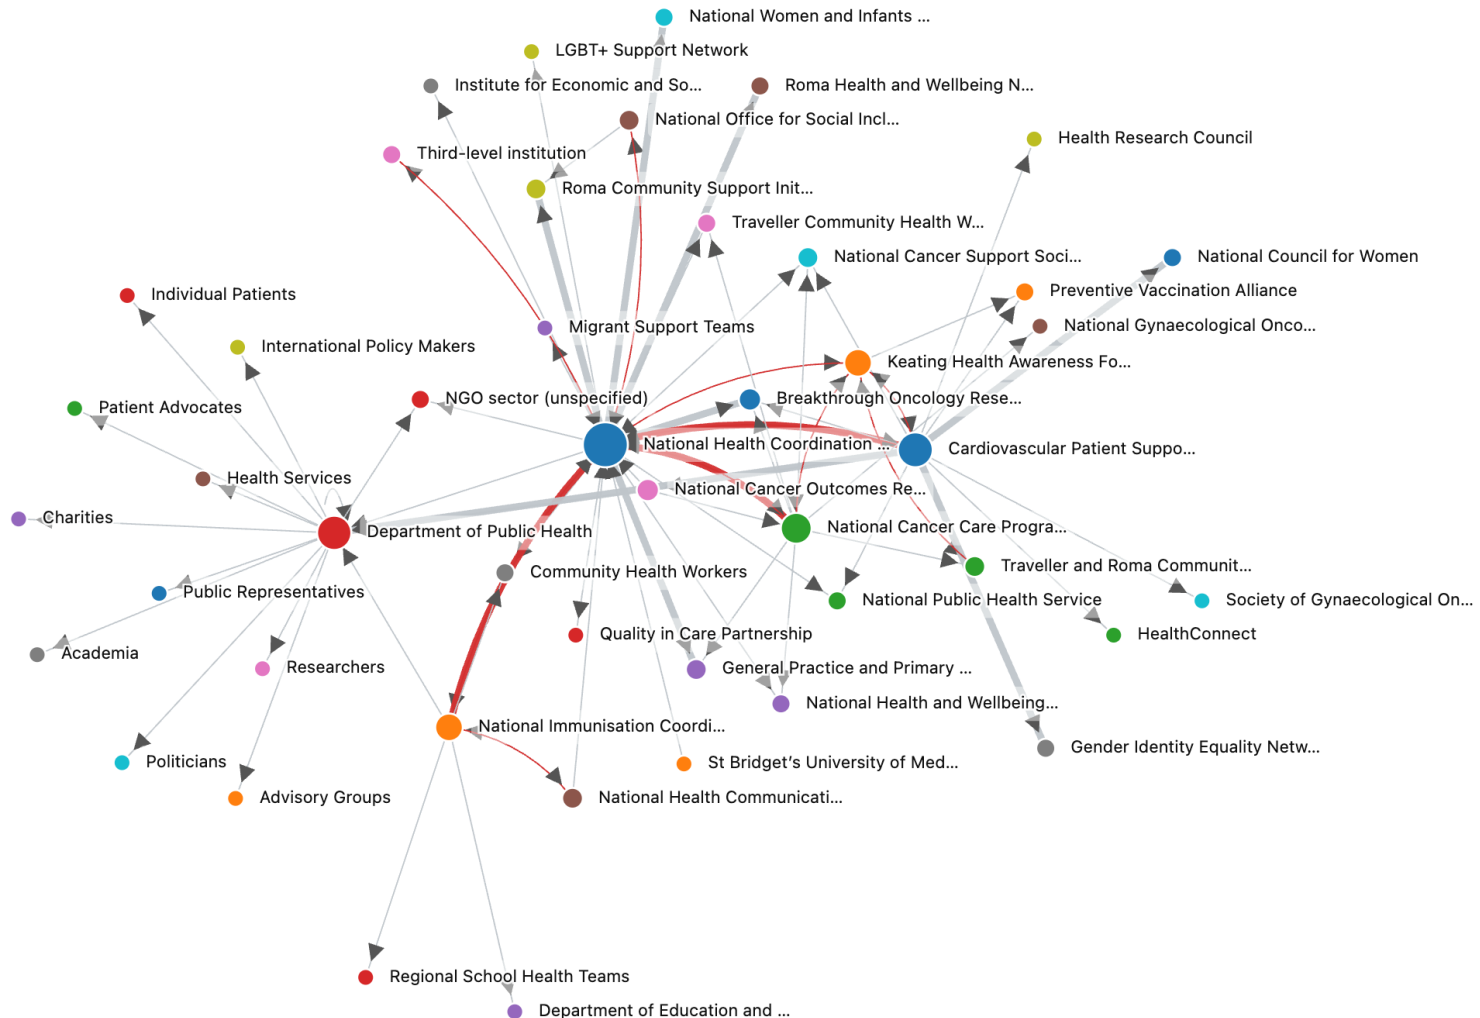 National Women and Infants ...
LGBT+ Support Network
Institute for Economic and So...
Roma Health and Wellbeing N...
National Office for Social Incl...
Health Research Council
Third-level institution
Roma Community Support Init...
Traveller Community Health W...
National Cancer Support Soci...
National Council for Women
Preventive Vaccination Alliance
Individual Patients
National Gynaecological Onco...
Migrant Support Teams
International Policy Makers
Keating Health Awareness Fo...
NGO sector (unspecified)
Breakthrough Oncology Rese...
Patient Advocates
National Health Coordination ...
Cardiovascular Patient Suppo...
Health Services
National Cancer Outcomes Re...
Charities
Department of Public Health
National Cancer Care Progra...
Community Health Workers
Traveller and Roma Communit...
Public Representatives
National Public Health Service
Society of Gynaecological On...
Quality in Care Partnership
HealthConnect
Academia
Researchers
General Practice and Primary ...
National Health and Wellbeing...
National Immunisation Coordi...
Gender Identity Equality Netw...
Politicians
St Bridget’s University of Med...
Advisory Groups
National Health Communicati...
Regional School Health Teams
Department of Education and ...